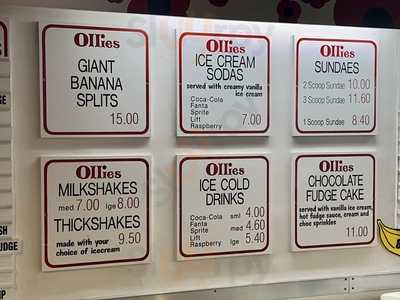 Ollies
GIANT
BANANA
SPLITS
15.00
Ollies
ICE CREAM
SODAS
served with creamy vanilla
ice cream
Coca-Cola
Fanta
Sprite
Lift
Raspberry 7.00
Ollies
SUNDAES
2 Scoop Sundae 10.00
3 Scoop Sundae 11.60
1 Scoop Sundae 8.40
Ollies
MILKSHAKES
med 7.00 lge 8.00
THICKSHAKES
made with your
choice of icecream 9.50
Ollies
ICE COLD
DRINKS
Coca-Cola
Fanta
Sprite
Lift
Raspberry
sml 4.00
med 4.60
lge 5.40
Ollies
CHOCOLATE
FUDGE CAKE
served with vanilla ice cream,
hot fudge sauce, cream and
choc sprinkles
11.00